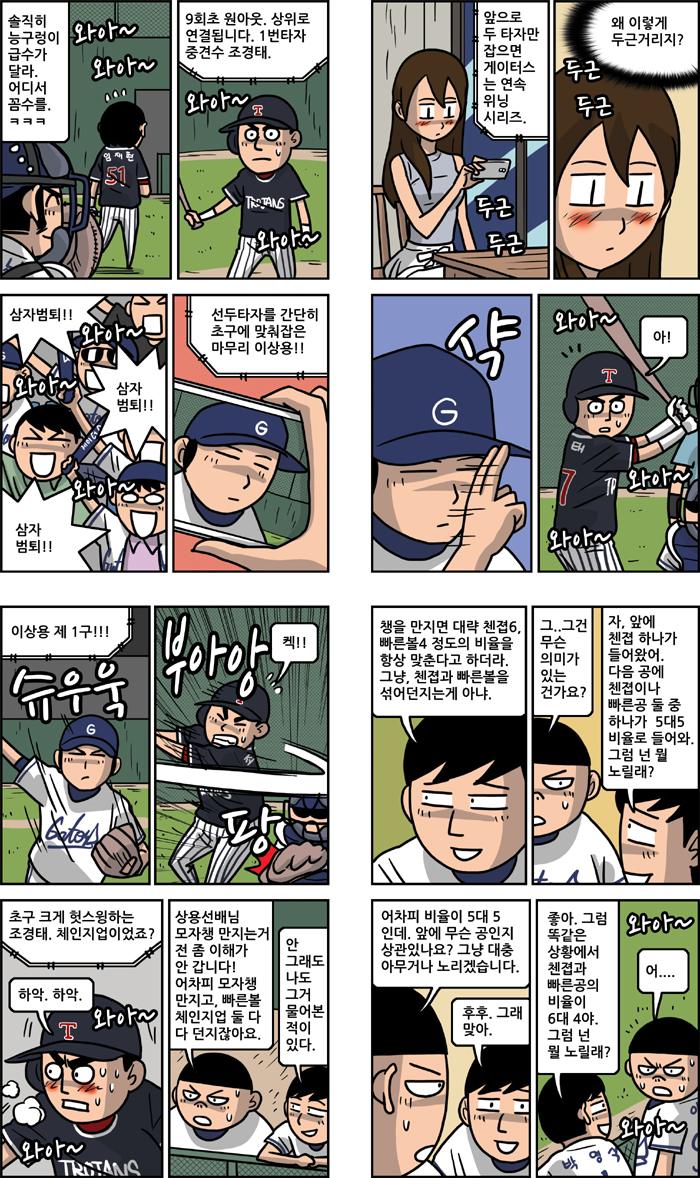 솔직히
능구렁이
급수가
달라.
어디서
꼼수를.
ㅋㅋㅋ
와아~
와아~
임재원
51
9회초 원아웃. 상위로
연결됩니다. 1번타자
중견수 조경태.
와아~
T
TROJANS
와아~
삼자범퇴!!
와아~
와아~
삼자
범퇴!!
와아~
삼자
범퇴!!
선두타자를 간단히
초구에 맞춰잡은
마무리 이상용!!
G
앞으로
두 타자만
잡으면
게이터스
는 연속
위닝
시리즈.
두근
두근
왜 이렇게
두근거리지?
두근
두근
샥
G
와아~
아!
T
태
7
TR
와아~
와아~
이상용 제 1구!!!
슈우욱
G
Gators
부아앙
켁!!
팡
초구 크게 헛스윙하는
조경태. 체인지업이었죠?
하악. 하악.
와아~
T
와아~
TROJANS
상용선배님
모자챙 만지는거
전 좀 이해가
안 갑니다!
어차피 모자챙
만지고, 빠른볼
체인지업 둘 다
다 던지잖아요.
안
그래도
나도
그거
물어본
적이
있다.
챙을 만지면 대략 첸접6,
빠른볼4 정도의 비율을
항상 맞춘다고 하더라.
그냥, 첸접과 빠른볼을
섞어던지는게 아냐.
그..그건
무슨
의미가
있는
건가요?
자, 앞에
첸접 하나가
들어왔어.
다음 공에
첸접이나
빠른공 둘 중
하나가 5대5
비율로 들어와.
그럼 넌 뭘
노릴래?
어차피 비율이 5대 5
인데. 앞에 무슨 공인지
상관있나요? 그냥 대충
아무거나 노리겠습니다.
후후. 그래
맞아.
좋아. 그럼
똑같은
상황에서
첸접과
빠른공의
비율이
6대 4야.
그럼 넌
뭘 노릴래?
와아~
어....
와아~
박영